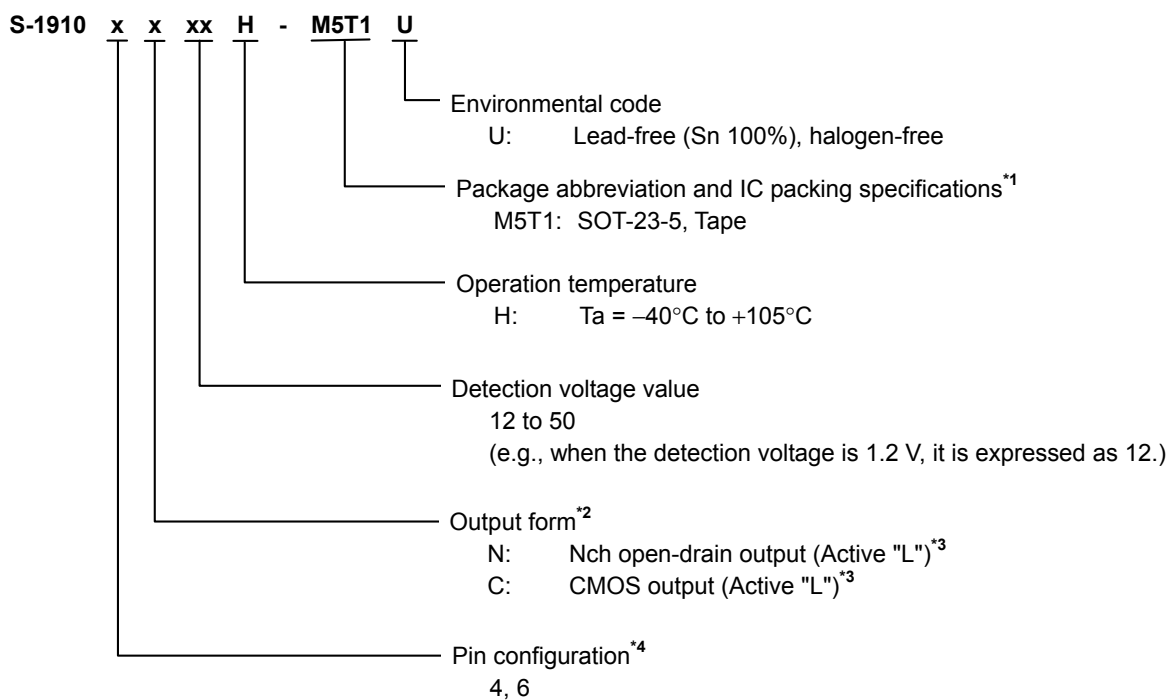 S-1910 x x xx H - M5T1 U
Environmental code
U: Lead-free (Sn 100%), halogen-free
Package abbreviation and IC packing specifications*1
M5T1: SOT-23-5, Tape
Operation temperature
H: Ta = −40°C to +105°C
Detection voltage value
12 to 50
(e.g., when the detection voltage is 1.2 V, it is expressed as 12.)
Output form*2
N: Nch open-drain output (Active "L")*3
C: CMOS output (Active "L")*3
Pin configuration*4
4, 6